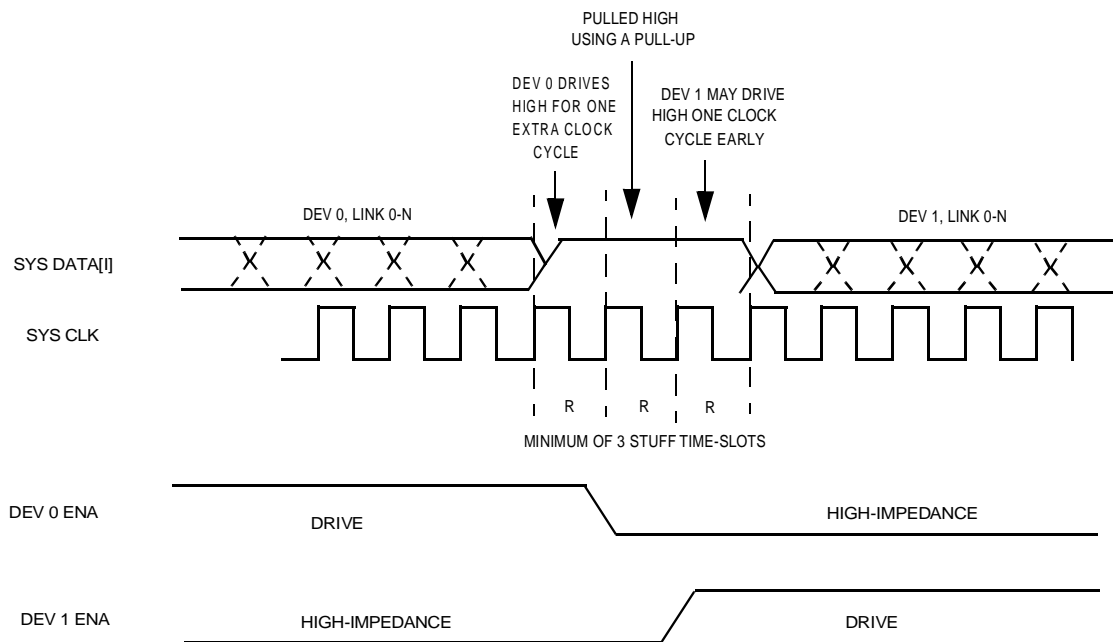 PULLED HIGH
USING A PULL-UP
DEV 0 DRIVES
HIGH FOR ONE
EXTRA CLOCK
CYCLE
DEV 1 MAY DRIVE
HIGH ONE CLOCK
CYCLE EARLY
DEV 0, LINK 0-N
DEV 1, LINK 0-N
SYS DATA[I]
SYS CLK
R R R
MINIMUM OF 3 STUFF TIME-SLOTS
DEV 0 ENA
DRIVE
HIGH-IMPEDANCE
DEV 1 ENA
HIGH-IMPEDANCE
DRIVE